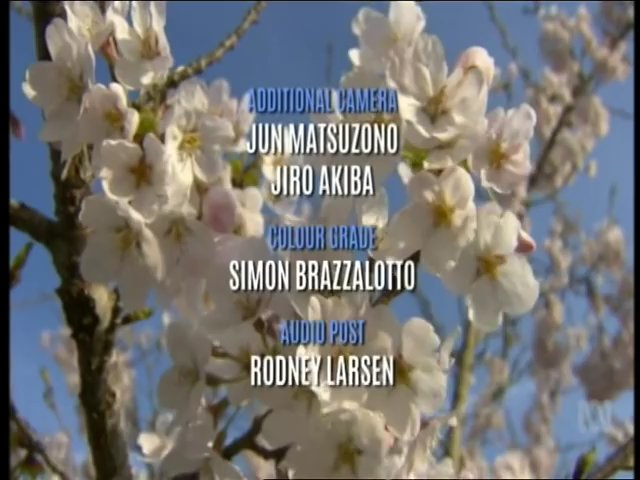 ADDITIONAL CAMERA
JUN MATSUZONO
JIRO AKIBA
COLOUR GRADE
SIMON BRAZZALOTTO
AUDIO POST
RODNEY LARSEN